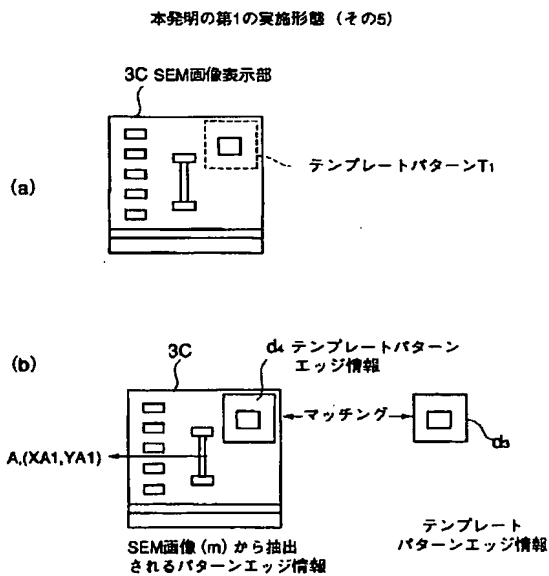 本発明の第1の実施形態（その5）
3C SEM画像表示部
(a)
テンプレートパターンT1
(b)
3C
d4 テンプレートパターン
エッジ情報
マッチング
d3
A,(XA1,YA1)
SEM画像（m）から抽出
されるパターンエッジ情報
テンプレート
パターンエッジ情報